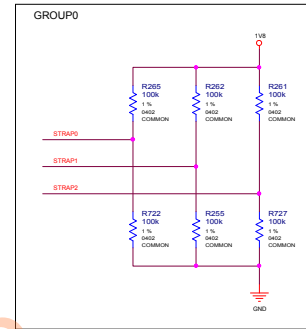 GROUP0
1V8
R265 R262 R261
100k 100k 100k
1 % 1 % 1 %
0402 0402 0402
COMMON COMMON COMMON
STRAP0
STRAP1
STRAP2
R722 R255 R727
100k 100k 100k
1 % 1 % 1 %
0402 0402 0402
COMMON COMMON COMMON
GND